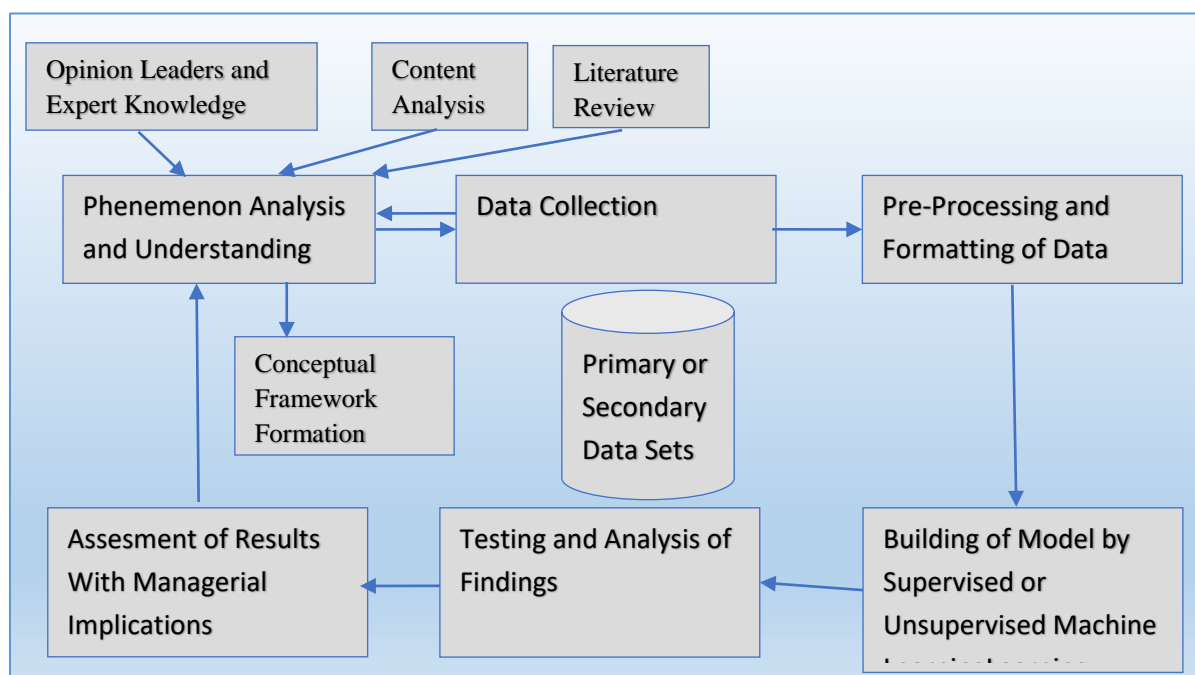 Opinion Leaders and
Expert Knowledge
Content
Analysis
Literature
Review
Phenemenon Analysis
and Understanding
Data Collection
Pre-Processing and
Formatting of Data
Conceptual
Framework
Formation
Primary or
Secondary
Data Sets
Assesment of Results
With Managerial
Implications
Testing and Analysis of
Findings
Building of Model by
Supervised or
Unsupervised Machine